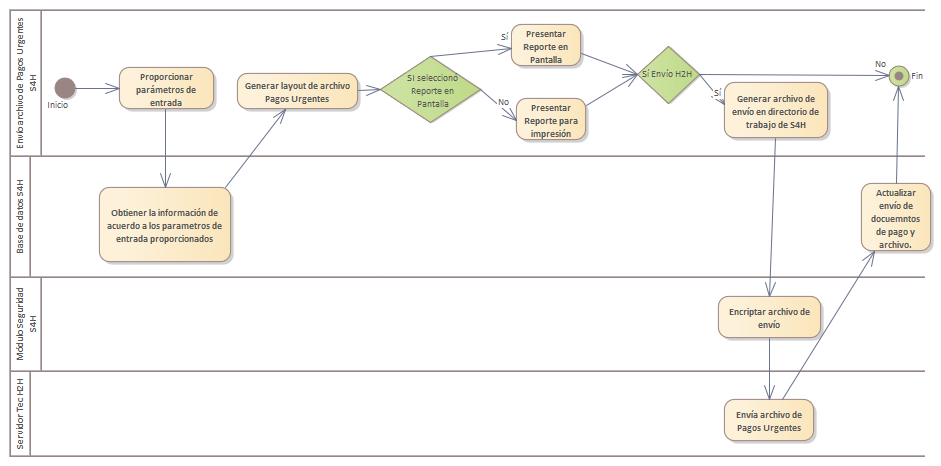 Envío archivo de Pagos Urgentes
S4H
Inicio
Proporcionar
parámetros de
entrada
Generar layout de archivo
Pagos Urgentes
SI seleccionó
Reporte en
Pantalla
Sí
Presentar
Reporte en
Pantalla
No
Presentar
Reporte para
impresión
Sí Envío H2H
No
Fin
Sí
Generar archivo de
envío en directorio de
trabajo de S4H
Base de datos S4H
Obtiener la información de
acuerdo a los parametros de
entrada proporcionados
Actualizar
envío de
docuemntos
de pago y
archivo.
Módulo Seguridad
S4H
Encriptar archivo de
envío
Servidor Tec H2H
Envía archivo de
Pagos Urgentes